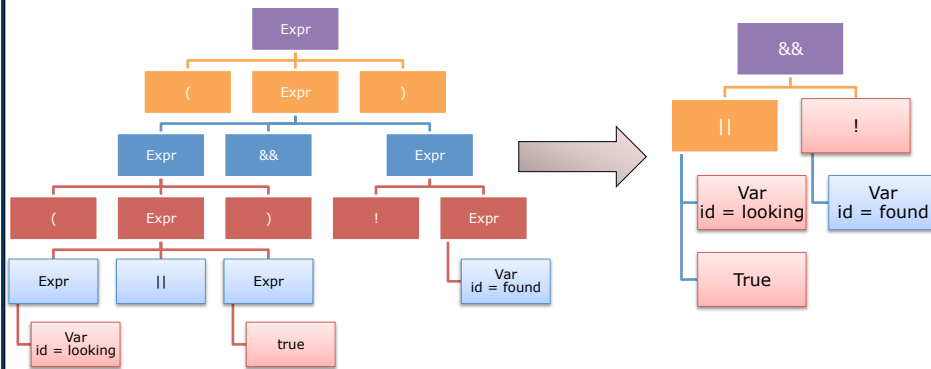 Expr
(
Expr
)
Expr
&&
Expr
(
Expr
)
!
Expr
Expr
||
Expr
Var
id = found
Var
id = looking
true
&&
||
!
Var
id = looking
Var
id = found
True